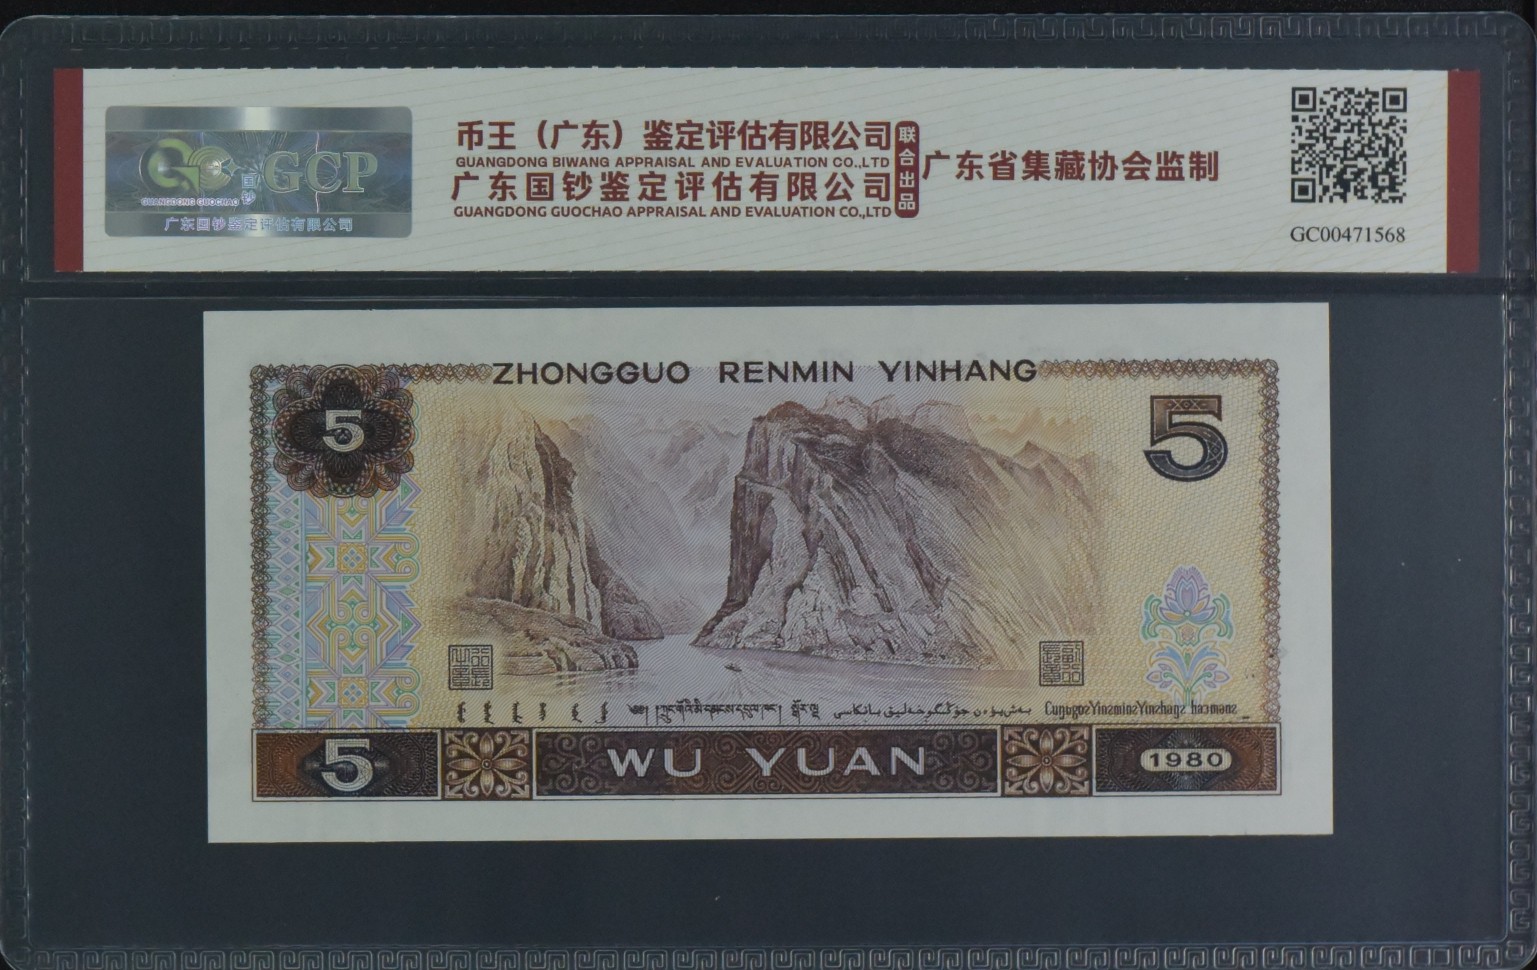 币王（广东）鉴定评估有限公司
GUANGDONG BIWANG APPRAISAL AND EVALUATION CO.,LTD
广东国钞鉴定评估有限公司
GUANGDONG GUOCHAO APPRAISAL AND EVALUATION CO.,LTD
联合出品
广东省集藏协会监制
GCP
国钞
GUANGDONG GUOCHAO
广东国钞鉴定评估有限公司
GC00471568
ZHONGGUO RENMIN YINHANG
5
5
5
WU YUAN
1980